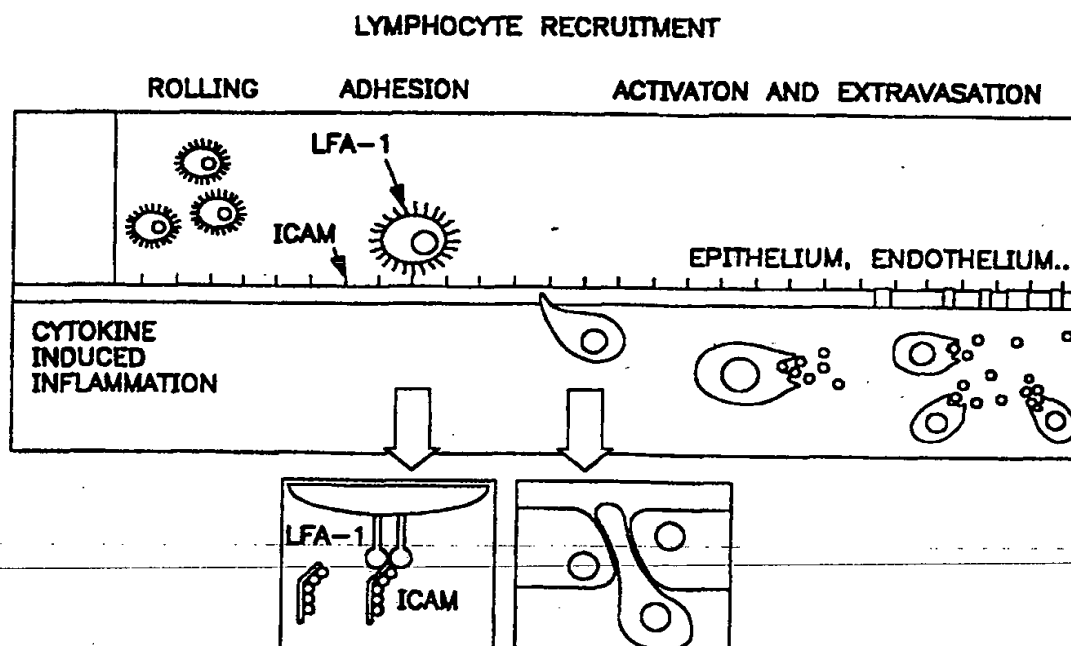 LYMPHOCYTE RECRUITMENT
ROLLING ADHESION ACTIVATON AND EXTRAVASATION
LFA-1
ICAM
EPITHELIUM, ENDOTHELIUM..
CYTOKINE
INDUCED
INFLAMMATION
LFA-1
ICAM